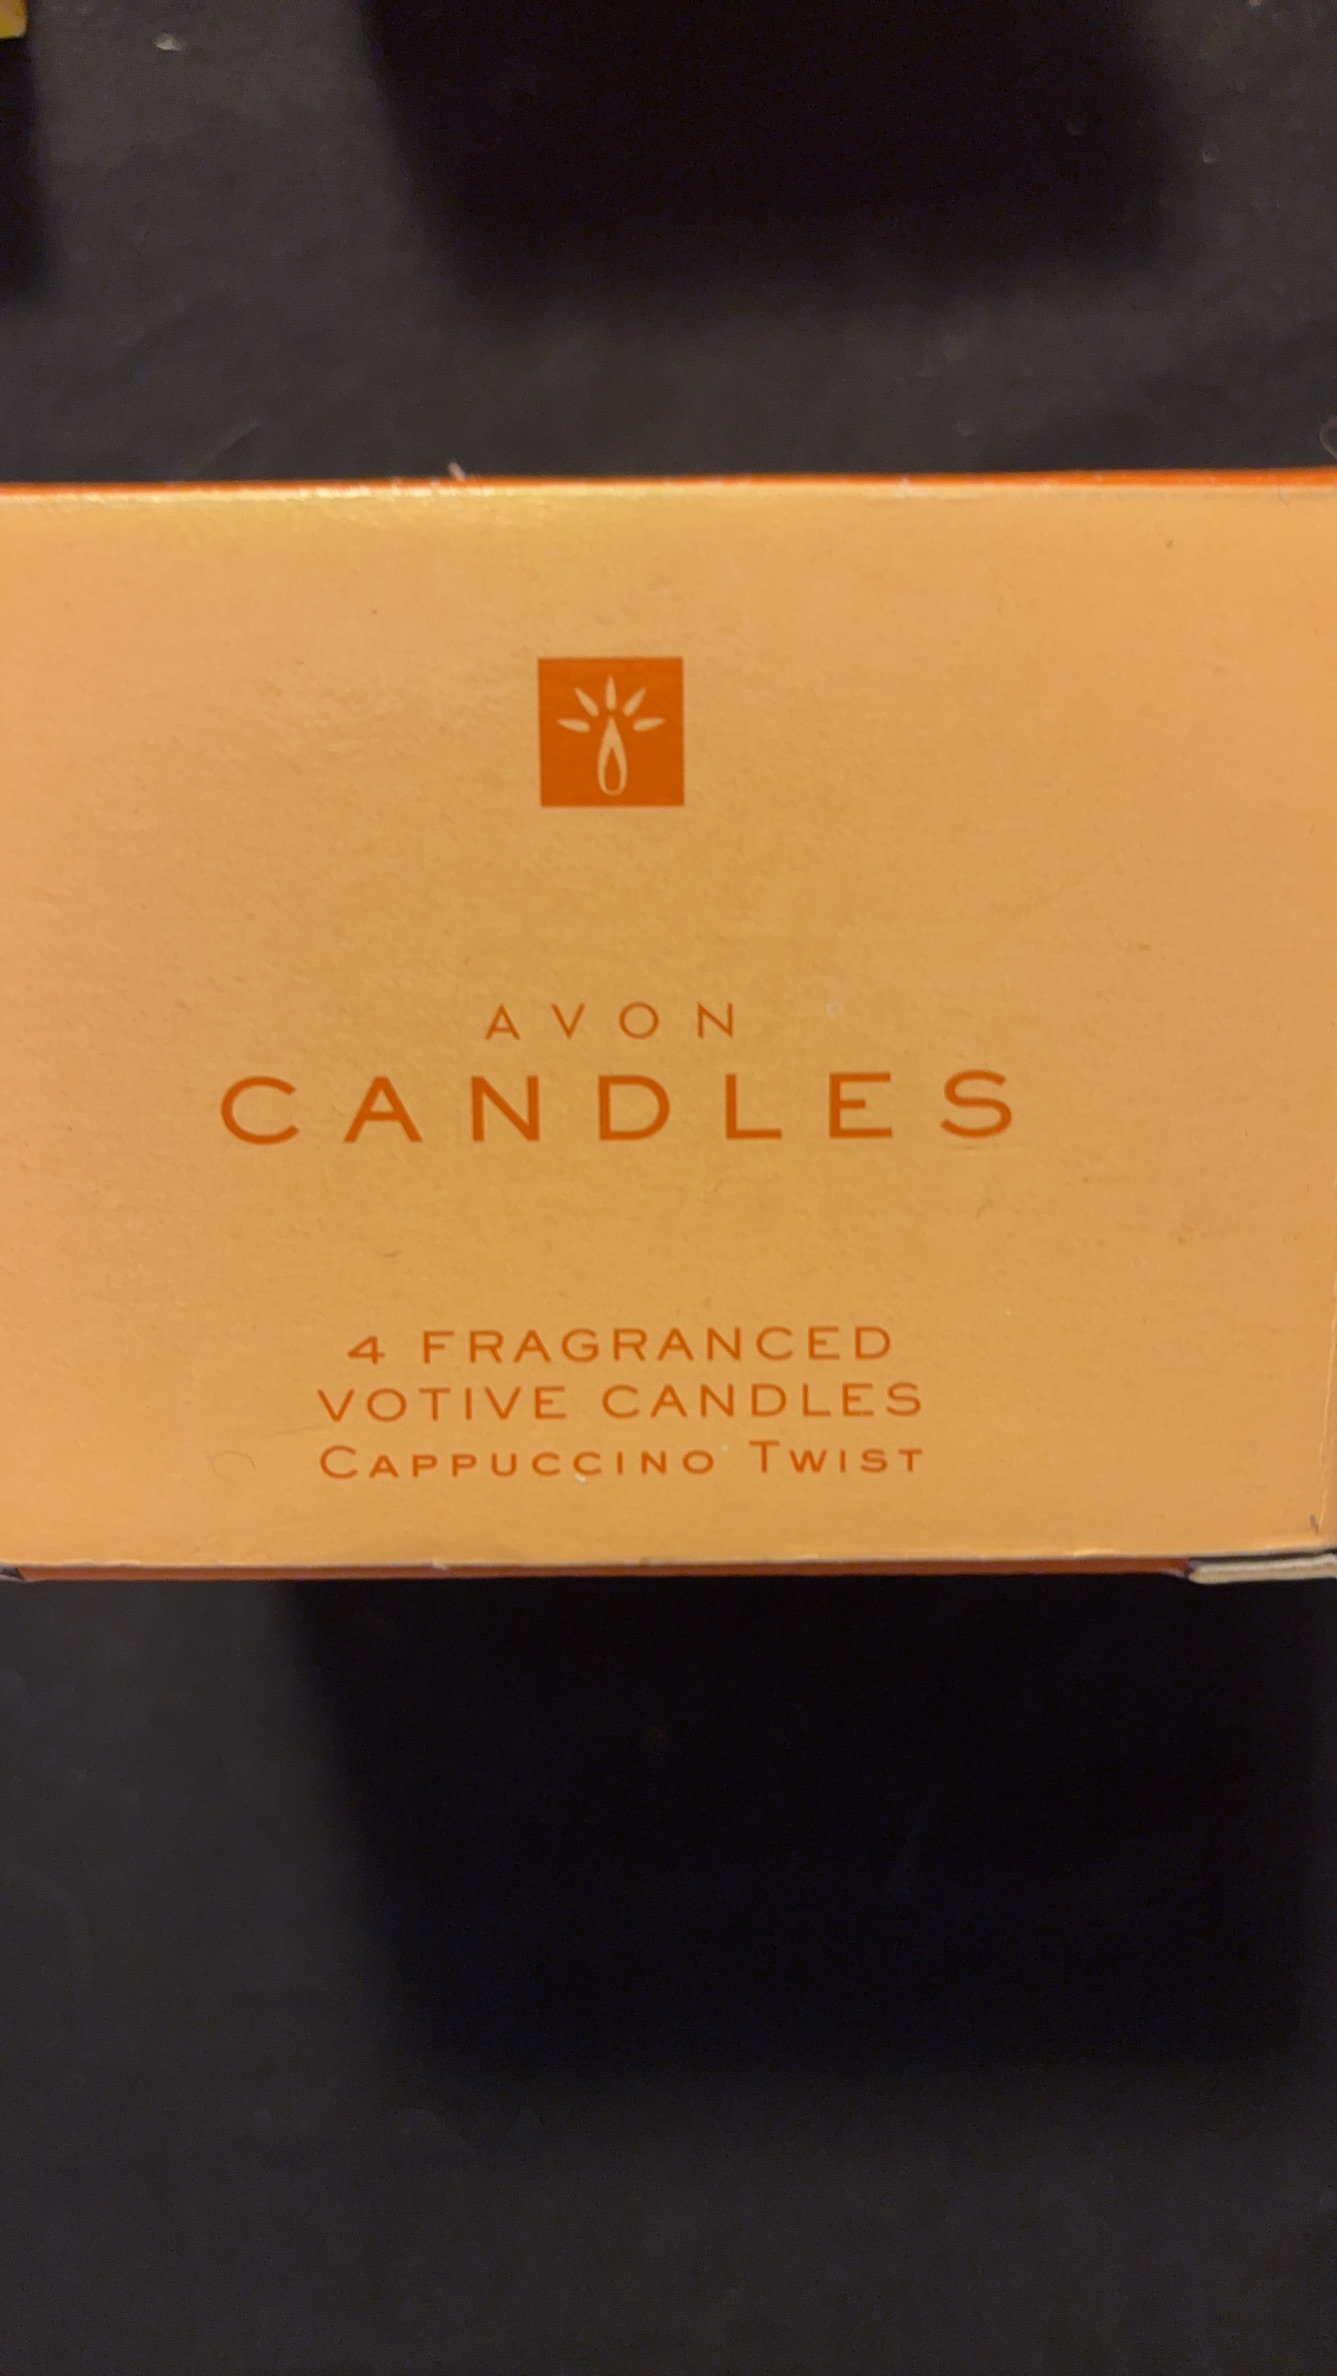 AVON
CANDLES
4 FRAGRANCED
VOTIVE CANDLES
CAPPUCCINO TWIST